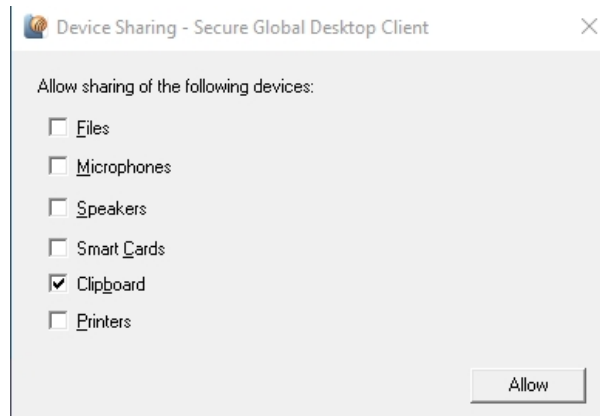 Device Sharing - Secure Global Desktop Client
Allow sharing of the following devices:
Files
Microphones
Speakers
Smart Cards
Clipboard
Printers
Allow